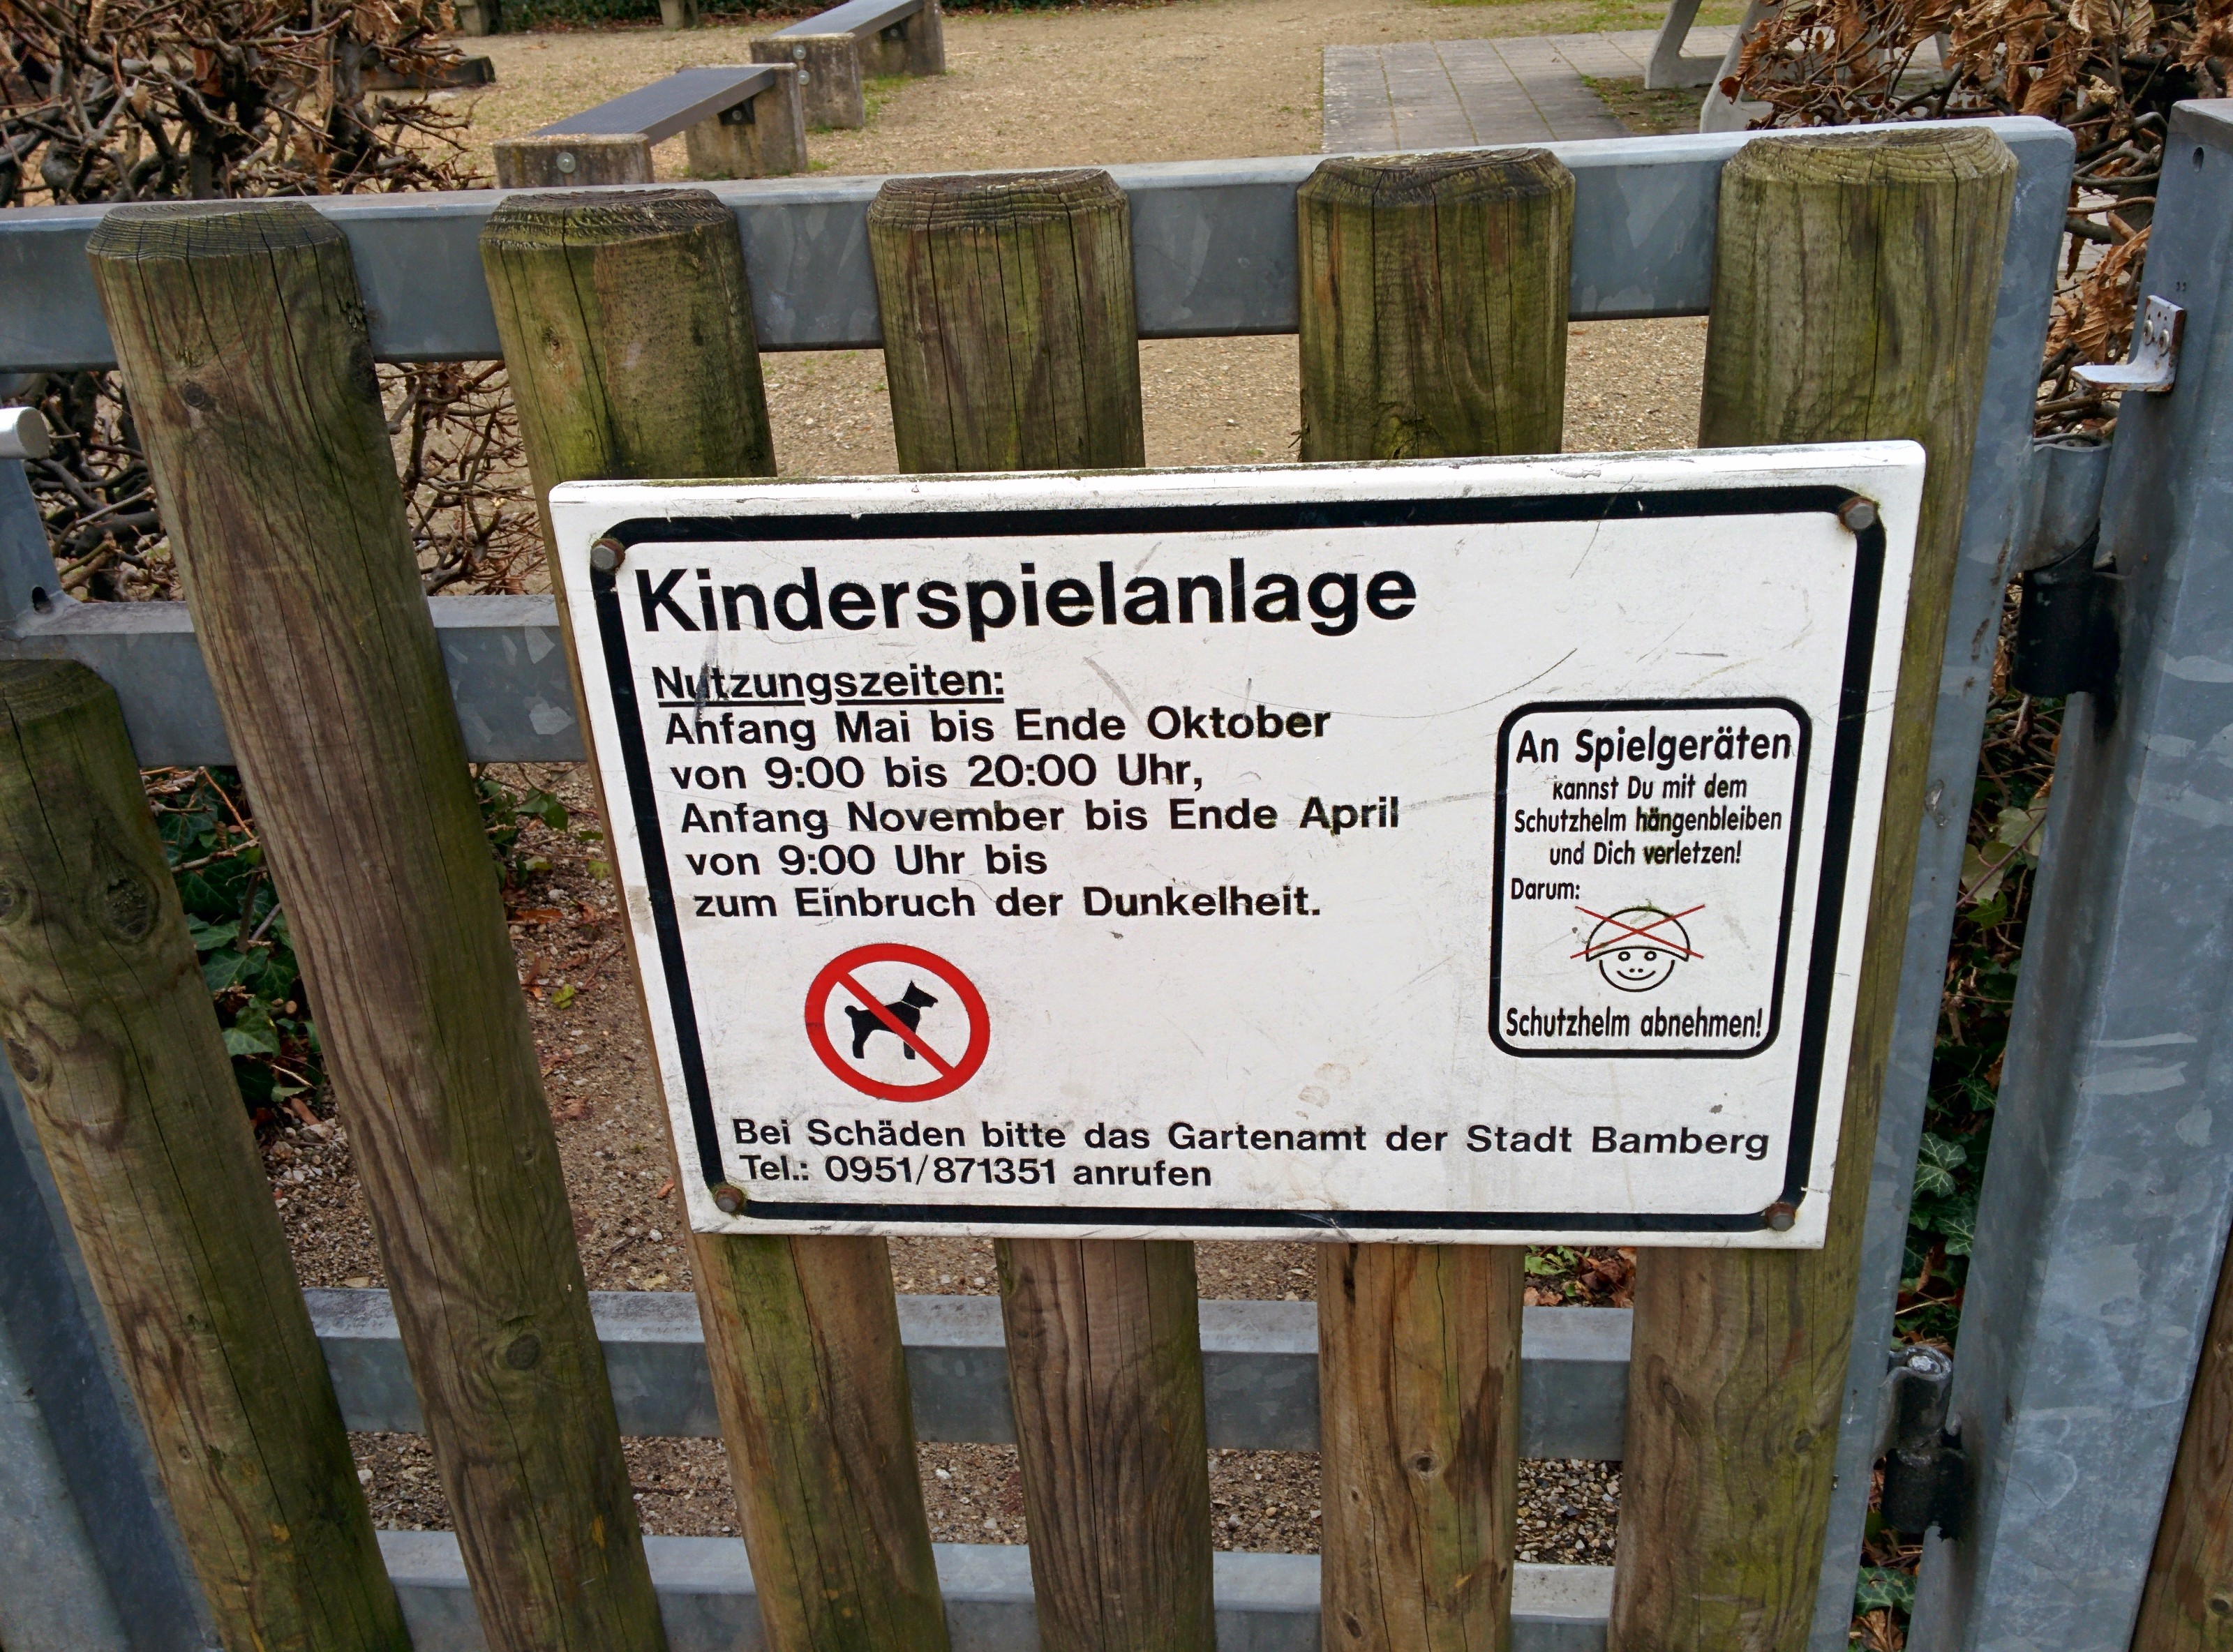 Kinderspielanlage
Nutzungszeiten:
Anfang Mai bis Ende Oktober
von 9:00 bis 20:00 Uhr,
Anfang November bis Ende April
von 9:00 Uhr bis
zum Einbruch der Dunkelheit.
An Spielgeräten
kannst Du mit dem
Schutzhelm hängenbleiben
und Dich verletzen!
Darum:
Schutzhelm abnehmen!
Bei Schäden bitte das Gartenamt der Stadt Bamberg
Tel.: 0951/871351 anrufen